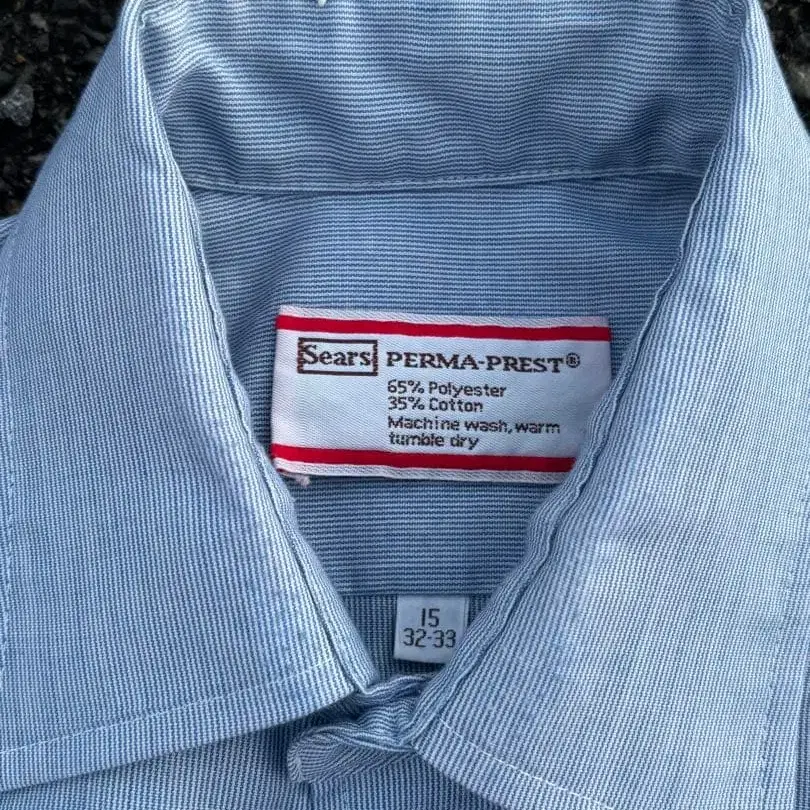 Sears PERMA-PREST®
65% Polyester
35% Cotton
Machine wash, warm
tumble dry
15
32-33